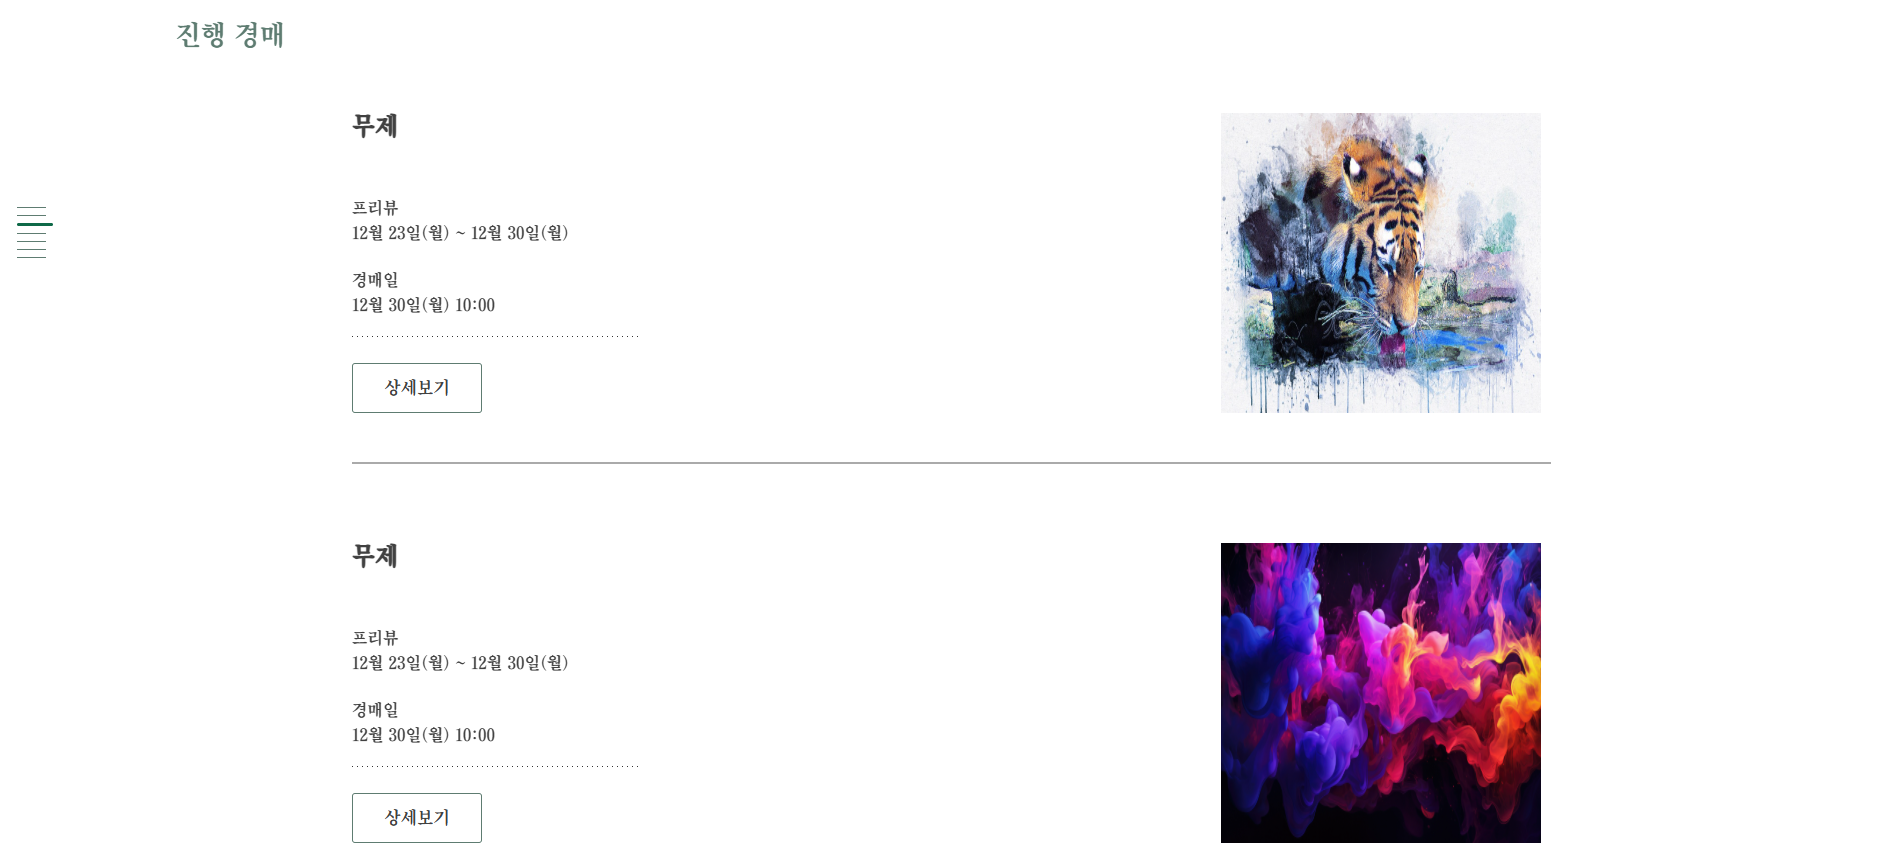 진행 경매
무제
프리뷰
12월 23일(월) ~ 12월 30일(월)
경매일
12월 30일(월) 10:00
상세보기
무제
프리뷰
12월 23일(월) ~ 12월 30일(월)
경매일
12월 30일(월) 10:00
상세보기